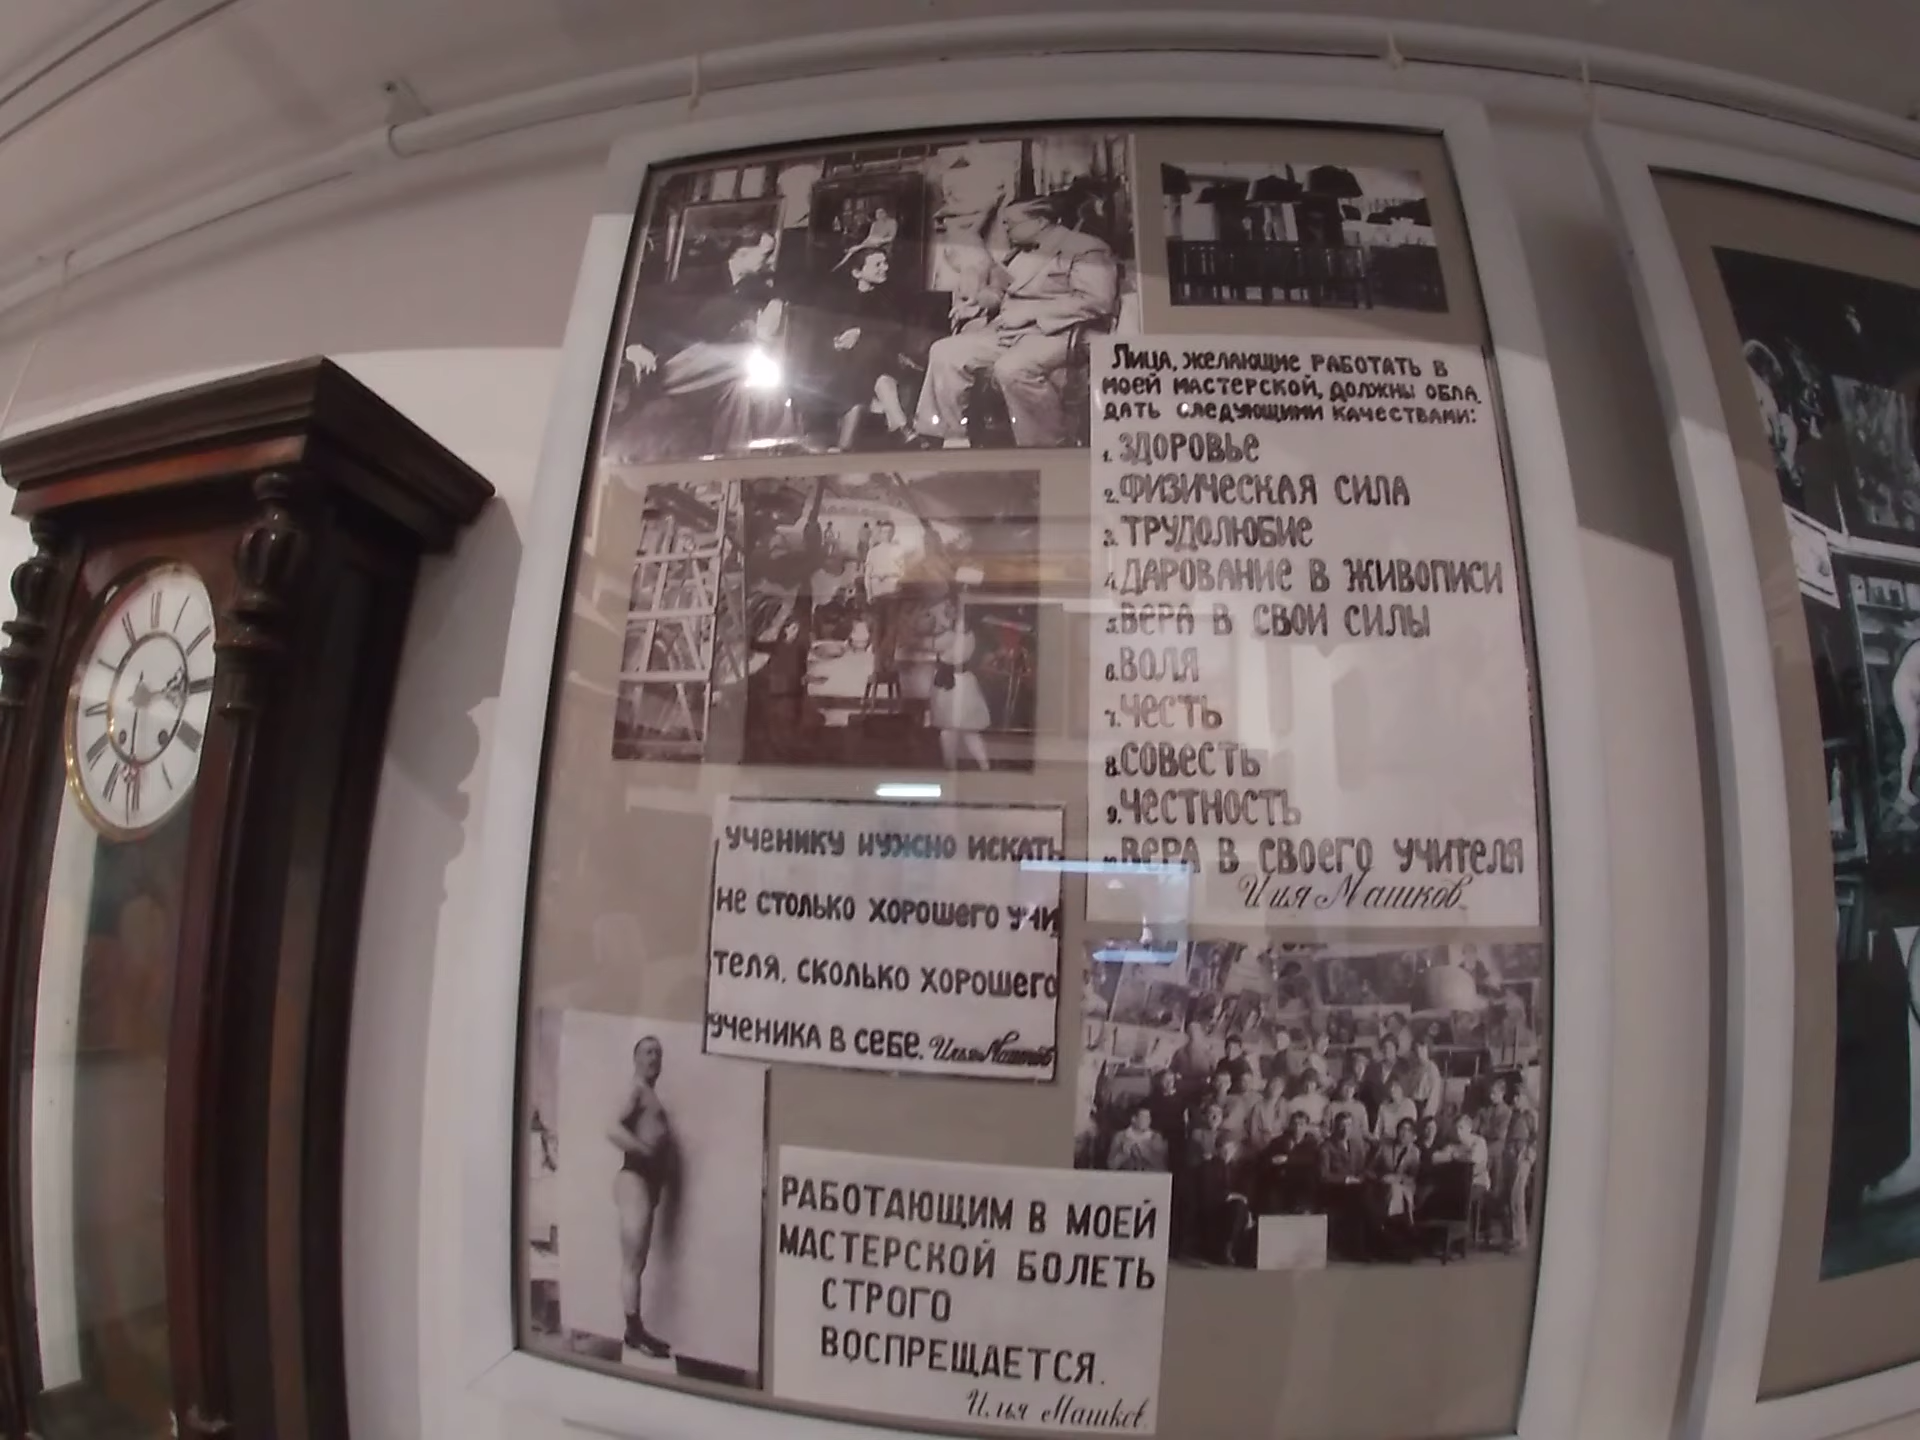 Лица, желающие работать в
моей мастерской, должны обла
дать следующими качествами:
1. Здоровье
2. Физическая сила
3. Трудолюбие
4. Дарование в живописи
5. Вера в свои силы
6. Воля
7. Честь
8. Совесть
9. Честность
10. Вера в своего учителя
Илья Машков.
Ученику нужно искать
не столько хорошего учи
теля, сколько хорошего
ученика в себе. Илья Машков
РАБОТАЮЩИМ В МОЕЙ
МАСТЕРСКОЙ БОЛЕТЬ
СТРОГО
ВОСПРЕЩАЕТСЯ.
Илья Машков.